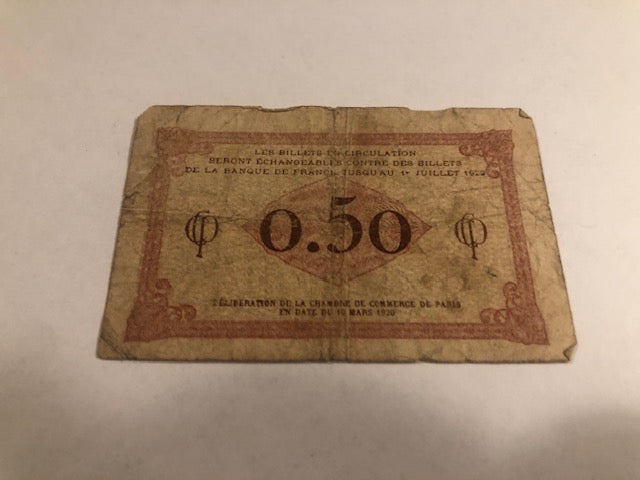 LES BILLETS EN CIRCULATION
SERONT ÉCHANGEABLES CONTRE DES BILLETS
DE LA BANQUE DE FRANCE JUSQU'AU 1er JUILLET
0.50
DÉLIBÉRATION DE LA CHAMBRE DE COMMERCE DE PARIS
EN DATE DU 10 MARS 1920